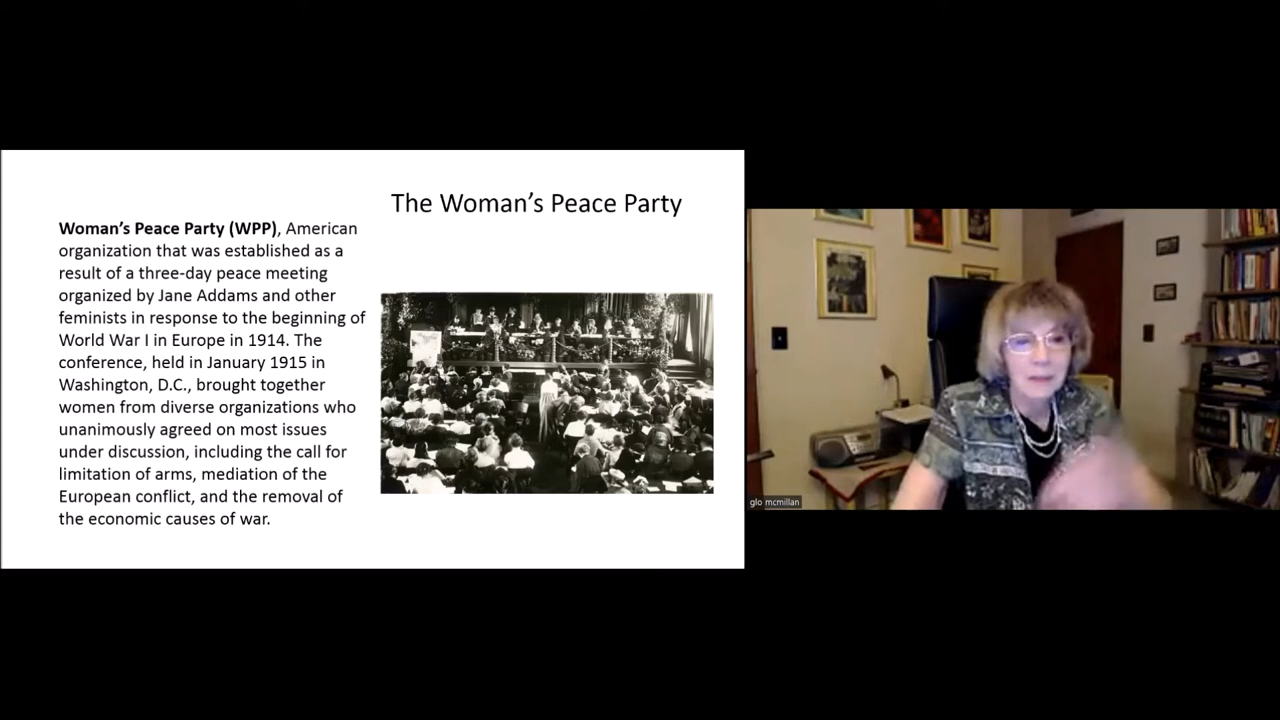 The Woman’s Peace Party
Woman’s Peace Party (WPP), American
organization that was established as a
result of a three-day peace meeting
organized by Jane Addams and other
feminists in response to the beginning of
World War I in Europe in 1914. The
conference, held in January 1915 in
Washington, D.C., brought together
women from diverse organizations who
unanimously agreed on most issues
under discussion, including the call for
limitation of arms, mediation of the
European conflict, and the removal of
the economic causes of war.
glo mcmillan